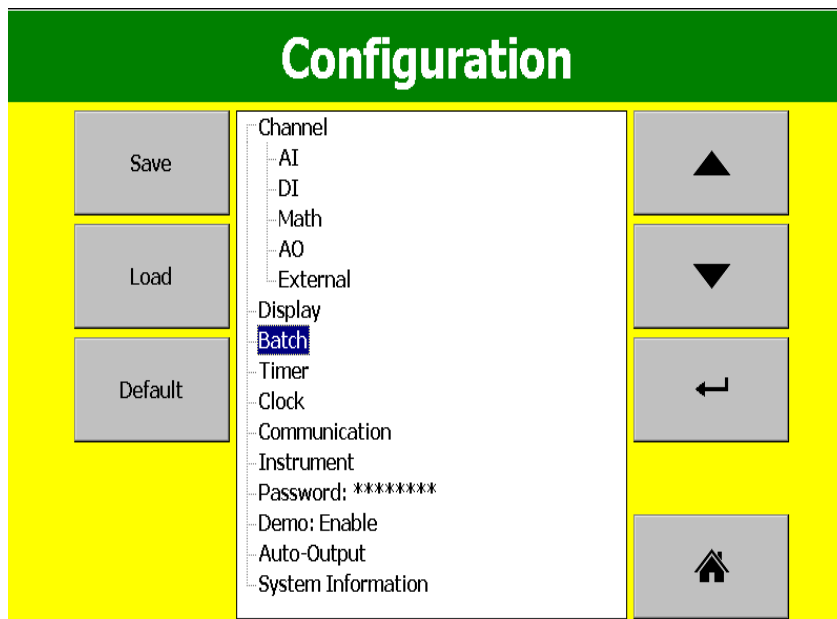 Configuration
Save
Load
Default
Channel
AI
DI
Math
AO
External
Display
Batch
Timer
Clock
Communication
Instrument
Password: ********
Demo: Enable
Auto-Output
System Information